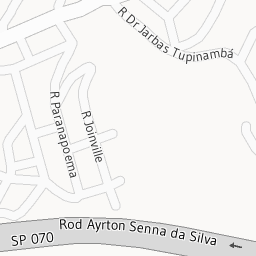 R Dr Jarbas Tupinambá
R Paranapoema
R Joinville
Rod Ayrton Senna da Silva
SP 070